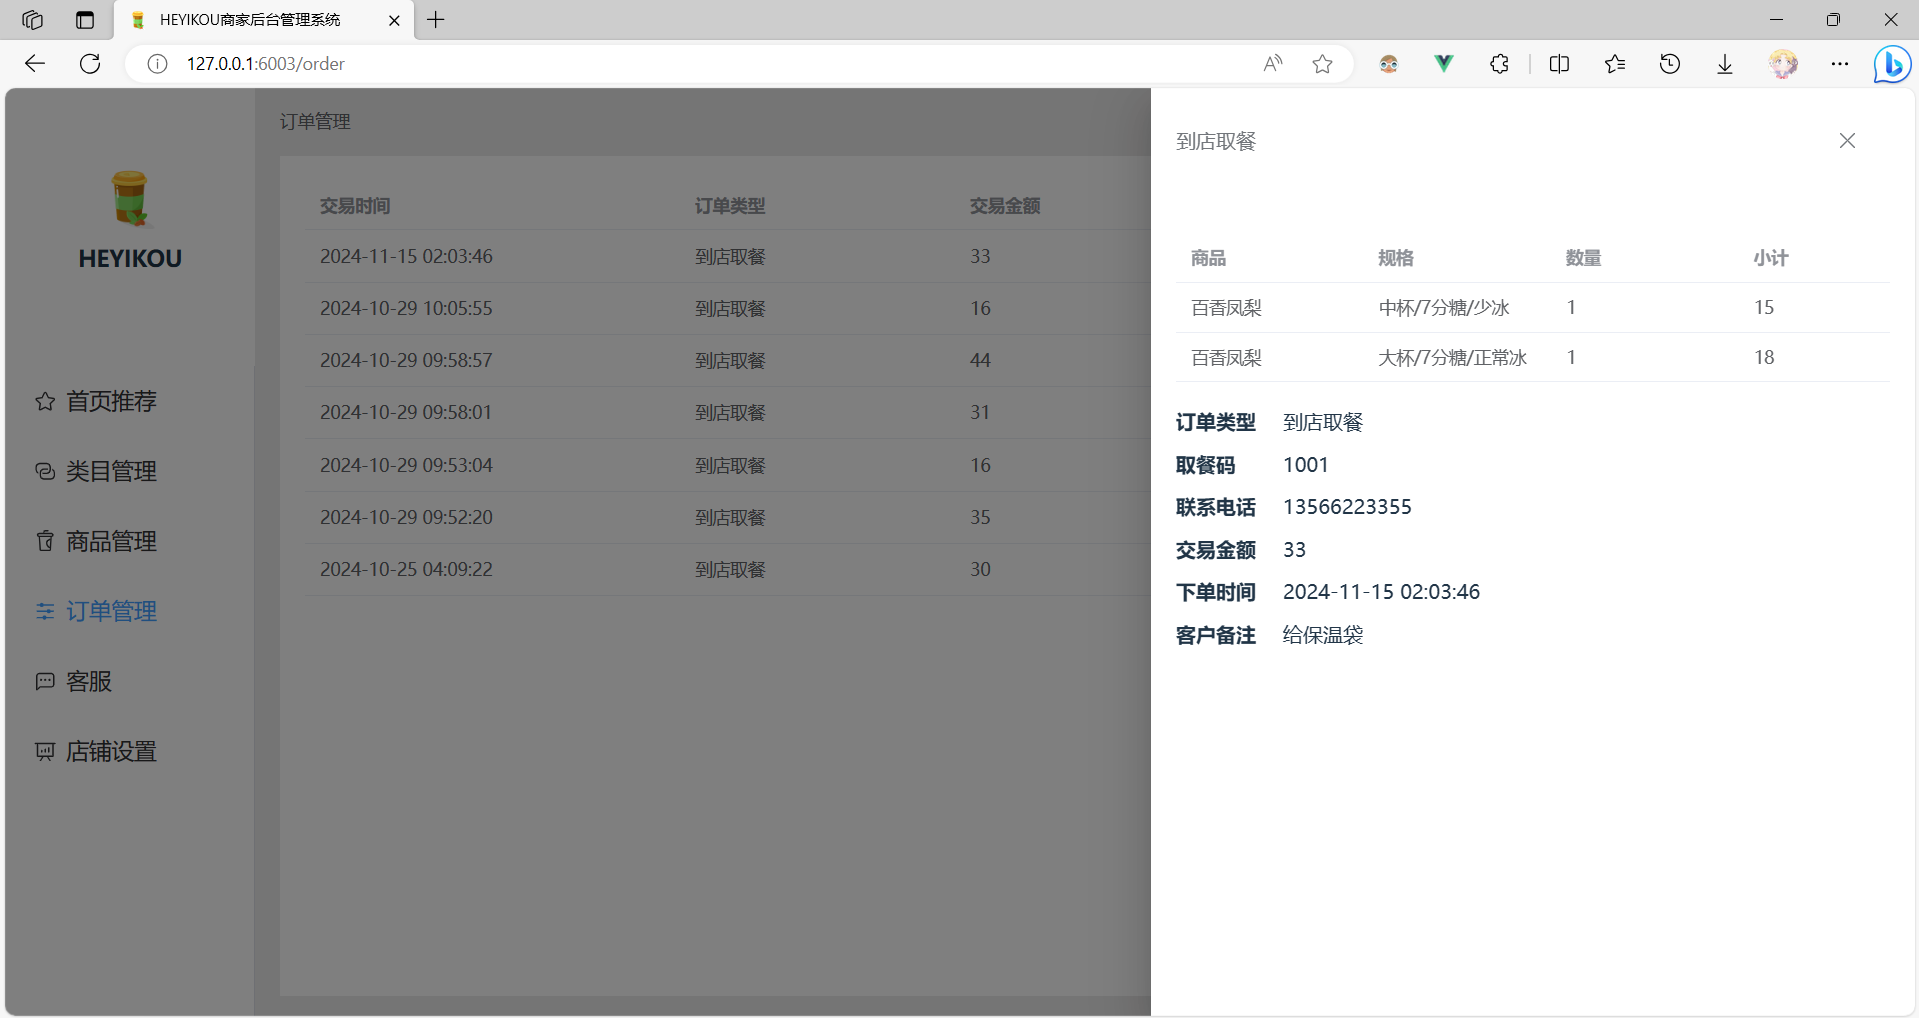 HEYIKOU商家后台管理系统
127.0.0.1:6003/order
HEYIKOU
首页推荐
类目管理
商品管理
订单管理
客服
店铺设置
订单管理
交易时间 订单类型 交易金额
2024-11-15 02:03:46 到店取餐 33
2024-10-29 10:05:55 到店取餐 16
2024-10-29 09:58:57 到店取餐 44
2024-10-29 09:58:01 到店取餐 31
2024-10-29 09:53:04 到店取餐 16
2024-10-29 09:52:20 到店取餐 35
2024-10-25 04:09:22 到店取餐 30
到店取餐
商品 规格 数量 小计
百香凤梨 中杯/7分糖/少冰 1 15
百香凤梨 大杯/7分糖/正常冰 1 18
订单类型 到店取餐
取餐码 1001
联系电话 13566223355
交易金额 33
下单时间 2024-11-15 02:03:46
客户备注 给保温袋